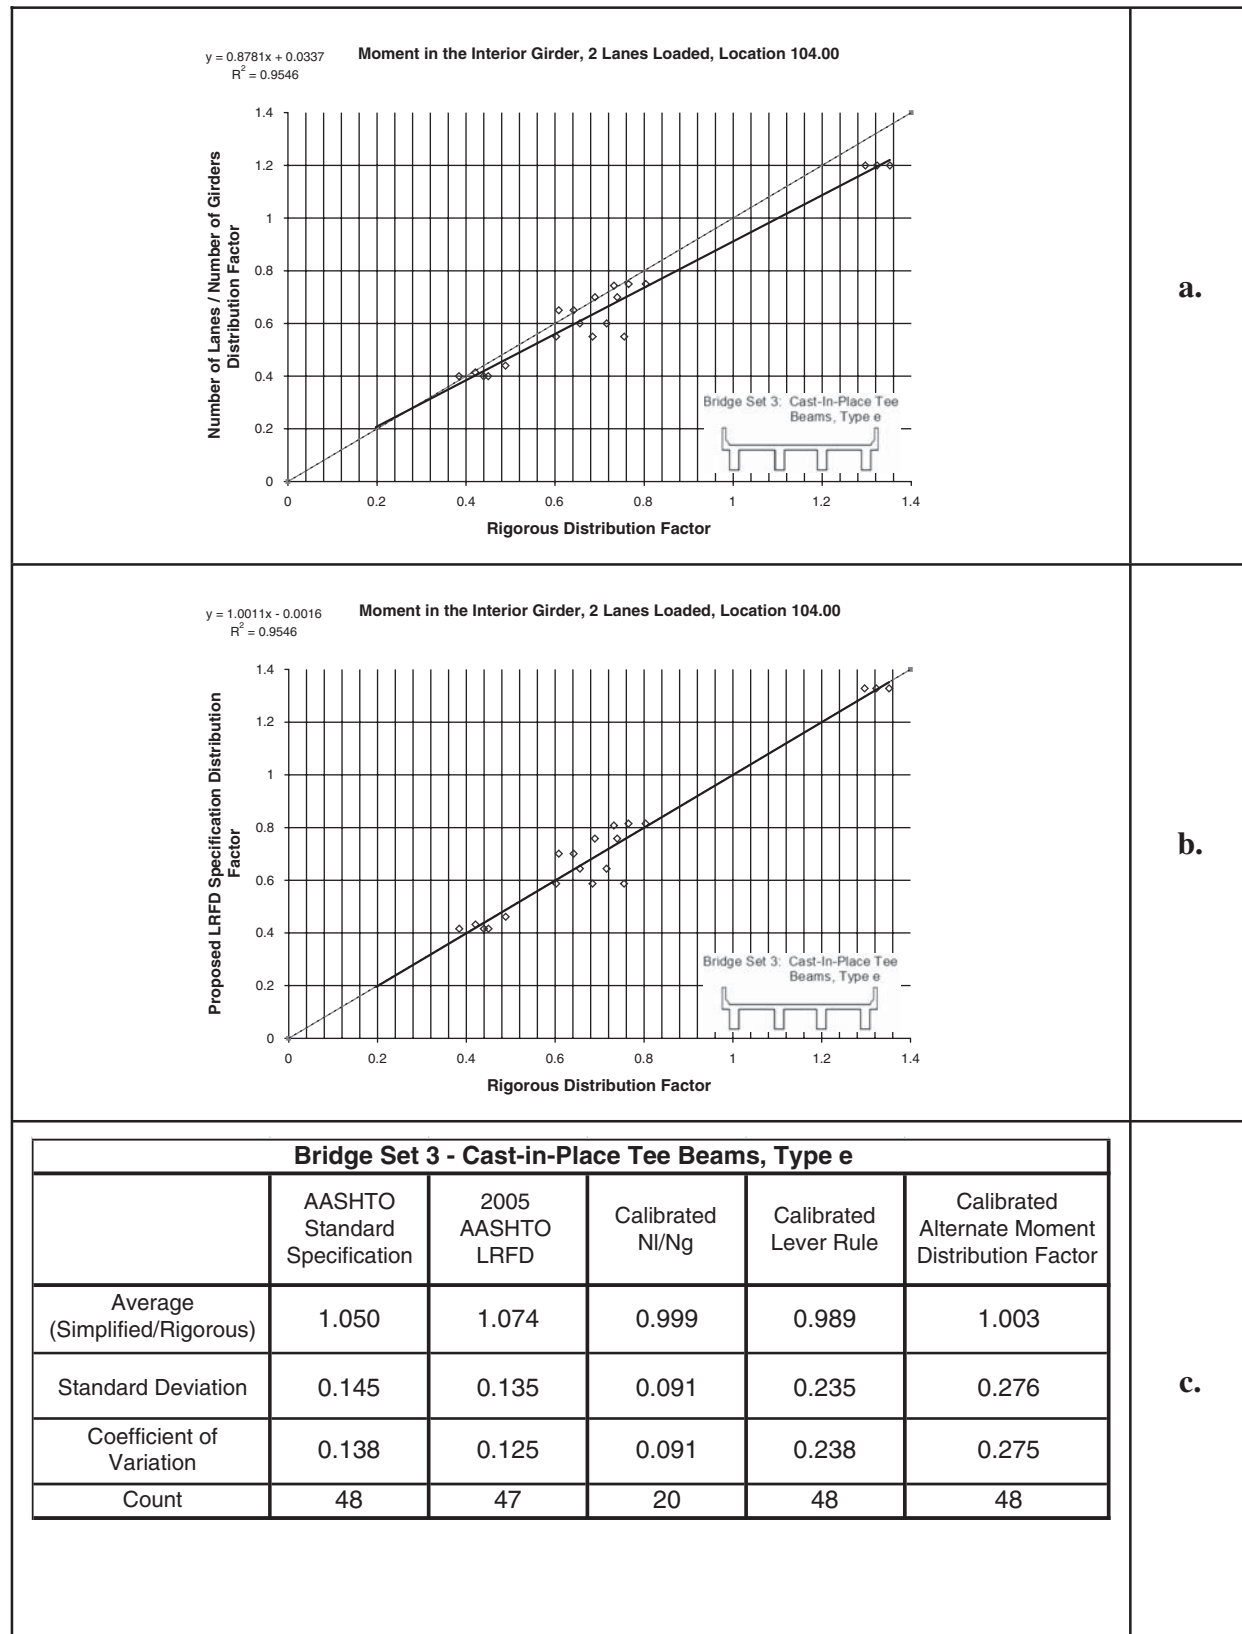 y = 0.8781x + 0.0337
R² = 0.9546
Moment in the Interior Girder, 2 Lanes Loaded, Location 104.00
Number of Lanes / Number of Girders
Distribution Factor
1.4
1.2
1
0.8
0.6
0.4
0.2
0
Bridge Set 3: Cast-In-Place Tee
Beams, Type e
0 0.2 0.4 0.6 0.8 1 1.2 1.4
Rigorous Distribution Factor
a.
y = 1.0011x - 0.0016
R² = 0.9546
Moment in the Interior Girder, 2 Lanes Loaded, Location 104.00
Proposed LRFD Specification Distribution
Factor
1.4
1.2
1
0.8
0.6
0.4
0.2
0
Bridge Set 3: Cast-In-Place Tee
Beams, Type e
0 0.2 0.4 0.6 0.8 1 1.2 1.4
Rigorous Distribution Factor
b.
Bridge Set 3 - Cast-in-Place Tee Beams, Type e
AASHTO
Standard
Specification
2005
AASHTO
LRFD
Calibrated
Nl/Ng
Calibrated
Lever Rule
Calibrated
Alternate Moment
Distribution Factor
Average
(Simplified/Rigorous)
1.050 1.074 0.999 0.989 1.003
Standard Deviation 0.145 0.135 0.091 0.235 0.276
Coefficient of
Variation
0.138 0.125 0.091 0.238 0.275
Count 48 47 20 48 48
c.